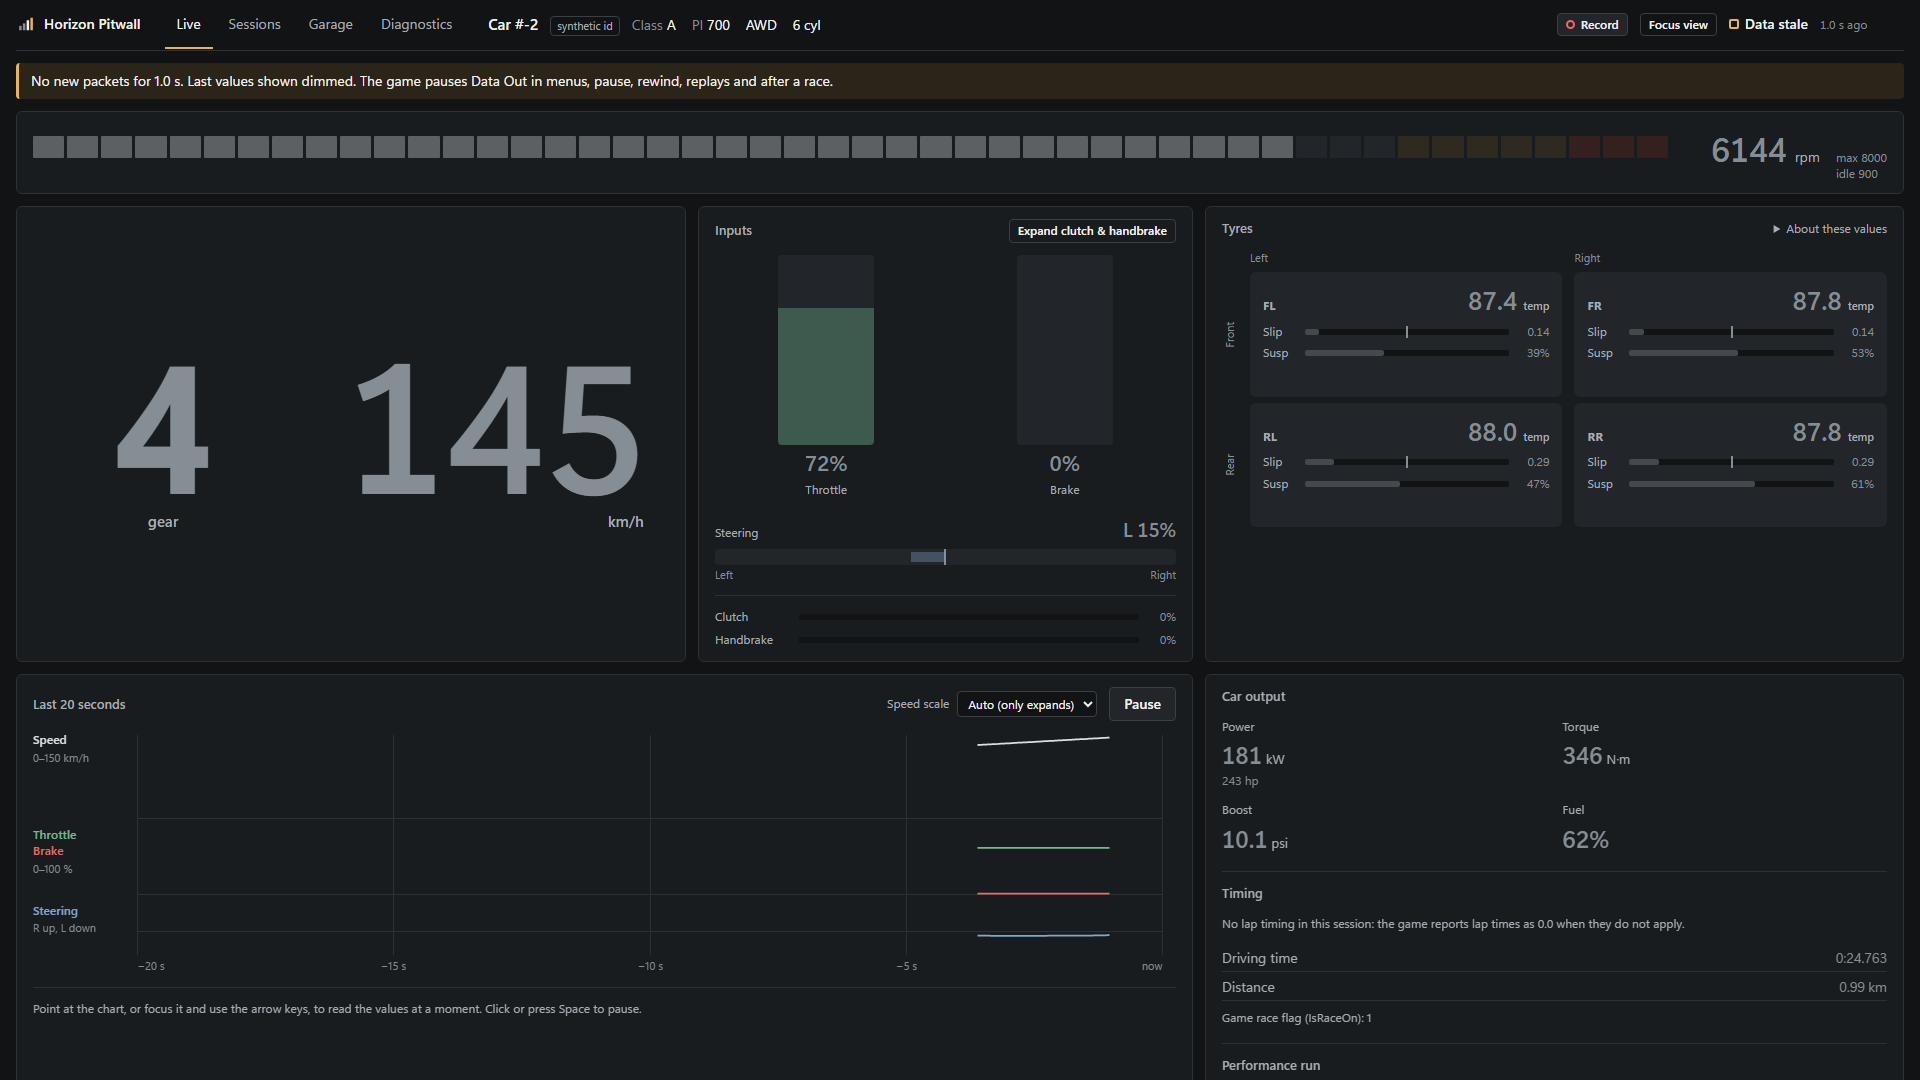 Horizon Pitwall
Live
Sessions
Garage
Diagnostics
Car #-2
synthetic id
Class A
PI 700
AWD
6 cyl
Record
Focus view
Data stale
1.0 s ago
No new packets for 1.0 s. Last values shown dimmed. The game pauses Data Out in menus, pause, rewind, replays and after a race.
6144 rpm
max 8000
idle 900
4
gear
145
km/h
Inputs
Expand clutch & handbrake
72%
Throttle
0%
Brake
Steering
L 15%
Left
Right
Clutch
0%
Handbrake
0%
Tyres
About these values
Left
Right
Front
FL
87.4 temp
Slip
0.14
Susp
39%
FR
87.8 temp
Slip
0.14
Susp
53%
Rear
RL
88.0 temp
Slip
0.29
Susp
47%
RR
87.8 temp
Slip
0.29
Susp
61%
Last 20 seconds
Speed scale
Auto (only expands)
Pause
Speed
0–150 km/h
Throttle
Brake
0–100 %
Steering
R up, L down
−20 s
−15 s
−10 s
−5 s
now
Point at the chart, or focus it and use the arrow keys, to read the values at a moment. Click or press Space to pause.
Car output
Power
181 kW
243 hp
Torque
346 N·m
Boost
10.1 psi
Fuel
62%
Timing
No lap timing in this session: the game reports lap times as 0.0 when they do not apply.
Driving time
0:24.763
Distance
0.99 km
Game race flag (IsRaceOn): 1
Performance run